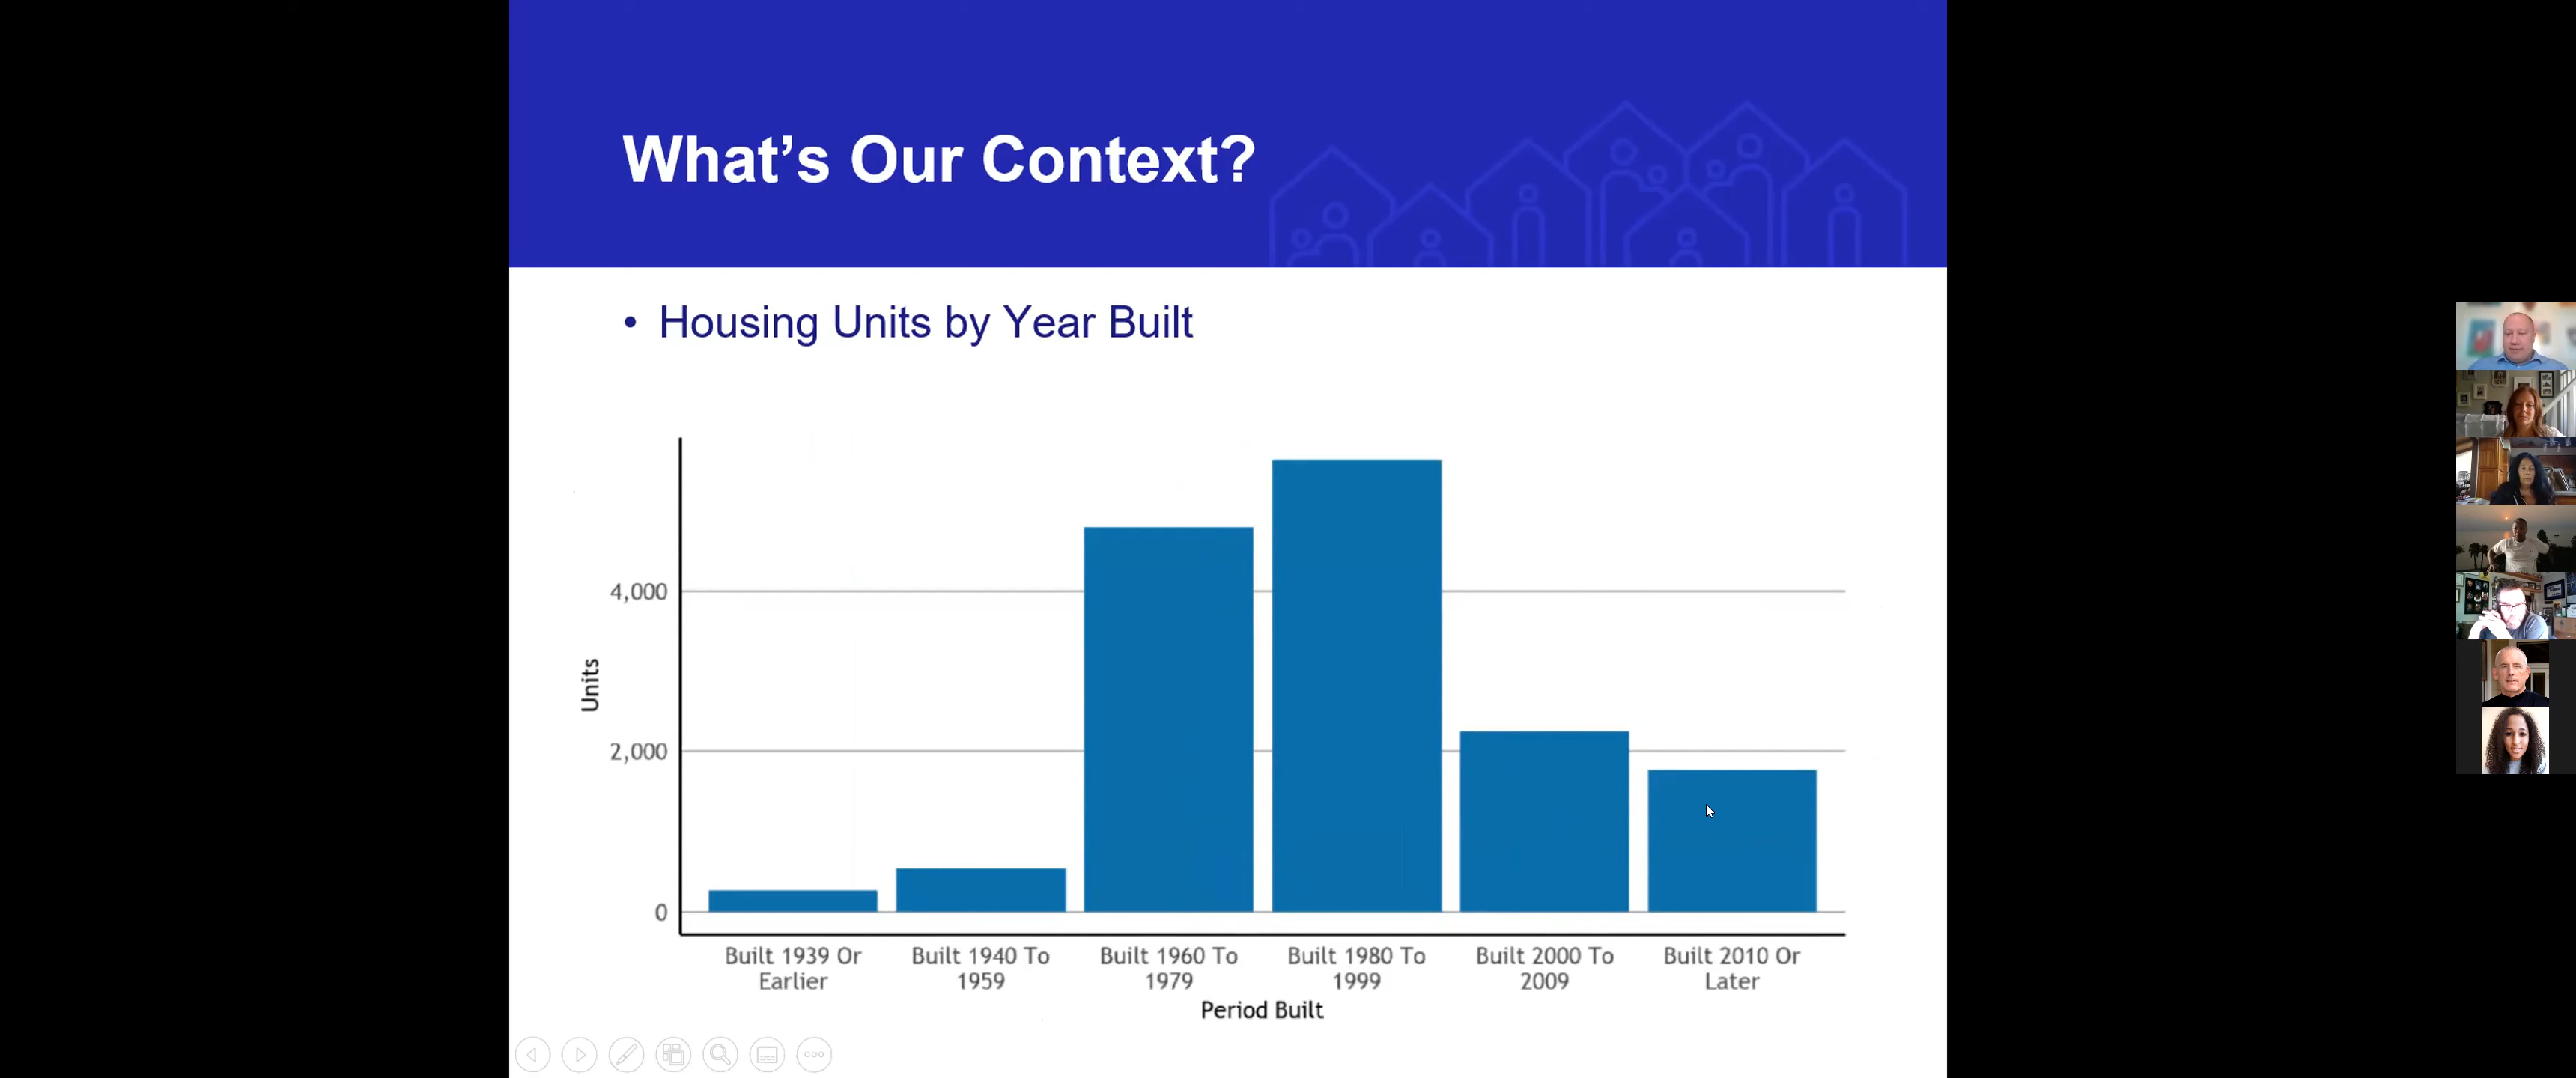 What's Our Context?
• Housing Units by Year Built
4,000
2,000
0
Units
Built 1939 Or
Earlier
Built 1940 To
1959
Built 1960 To
1979
Built 1980 To
1999
Built 2000 To
2009
Built 2010 Or
Later
Period Built